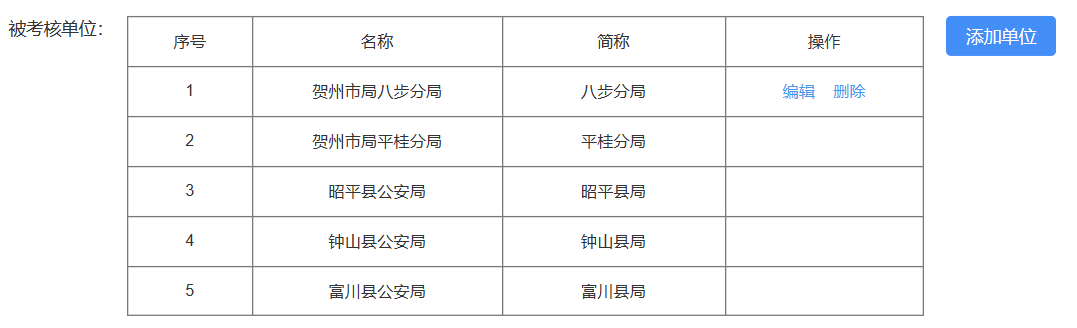 被考核单位： 添加单位
序号 名称 简称 操作
1 贺州市局八步分局 八步分局 编辑 删除
2 贺州市局平桂分局 平桂分局
3 昭平县公安局 昭平县局
4 钟山县公安局 钟山县局
5 富川县公安局 富川县局